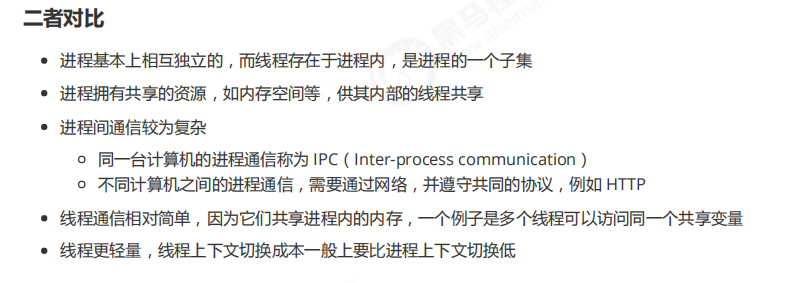 二者对比
进程基本上相互独立的，而线程存在于进程内，是进程的一个子集
进程拥有共享的资源，如内存空间等，供其内部的线程共享
进程间通信较为复杂
同一台计算机的进程通信称为 IPC（Inter-process communication）
不同计算机之间的进程通信，需要通过网络，并遵守共同的协议，例如 HTTP
线程通信相对简单，因为它们共享进程内的内存，一个例子是多个线程可以访问同一个共享变量
线程更轻量，线程上下文切换成本一般上要比进程上下文切换低